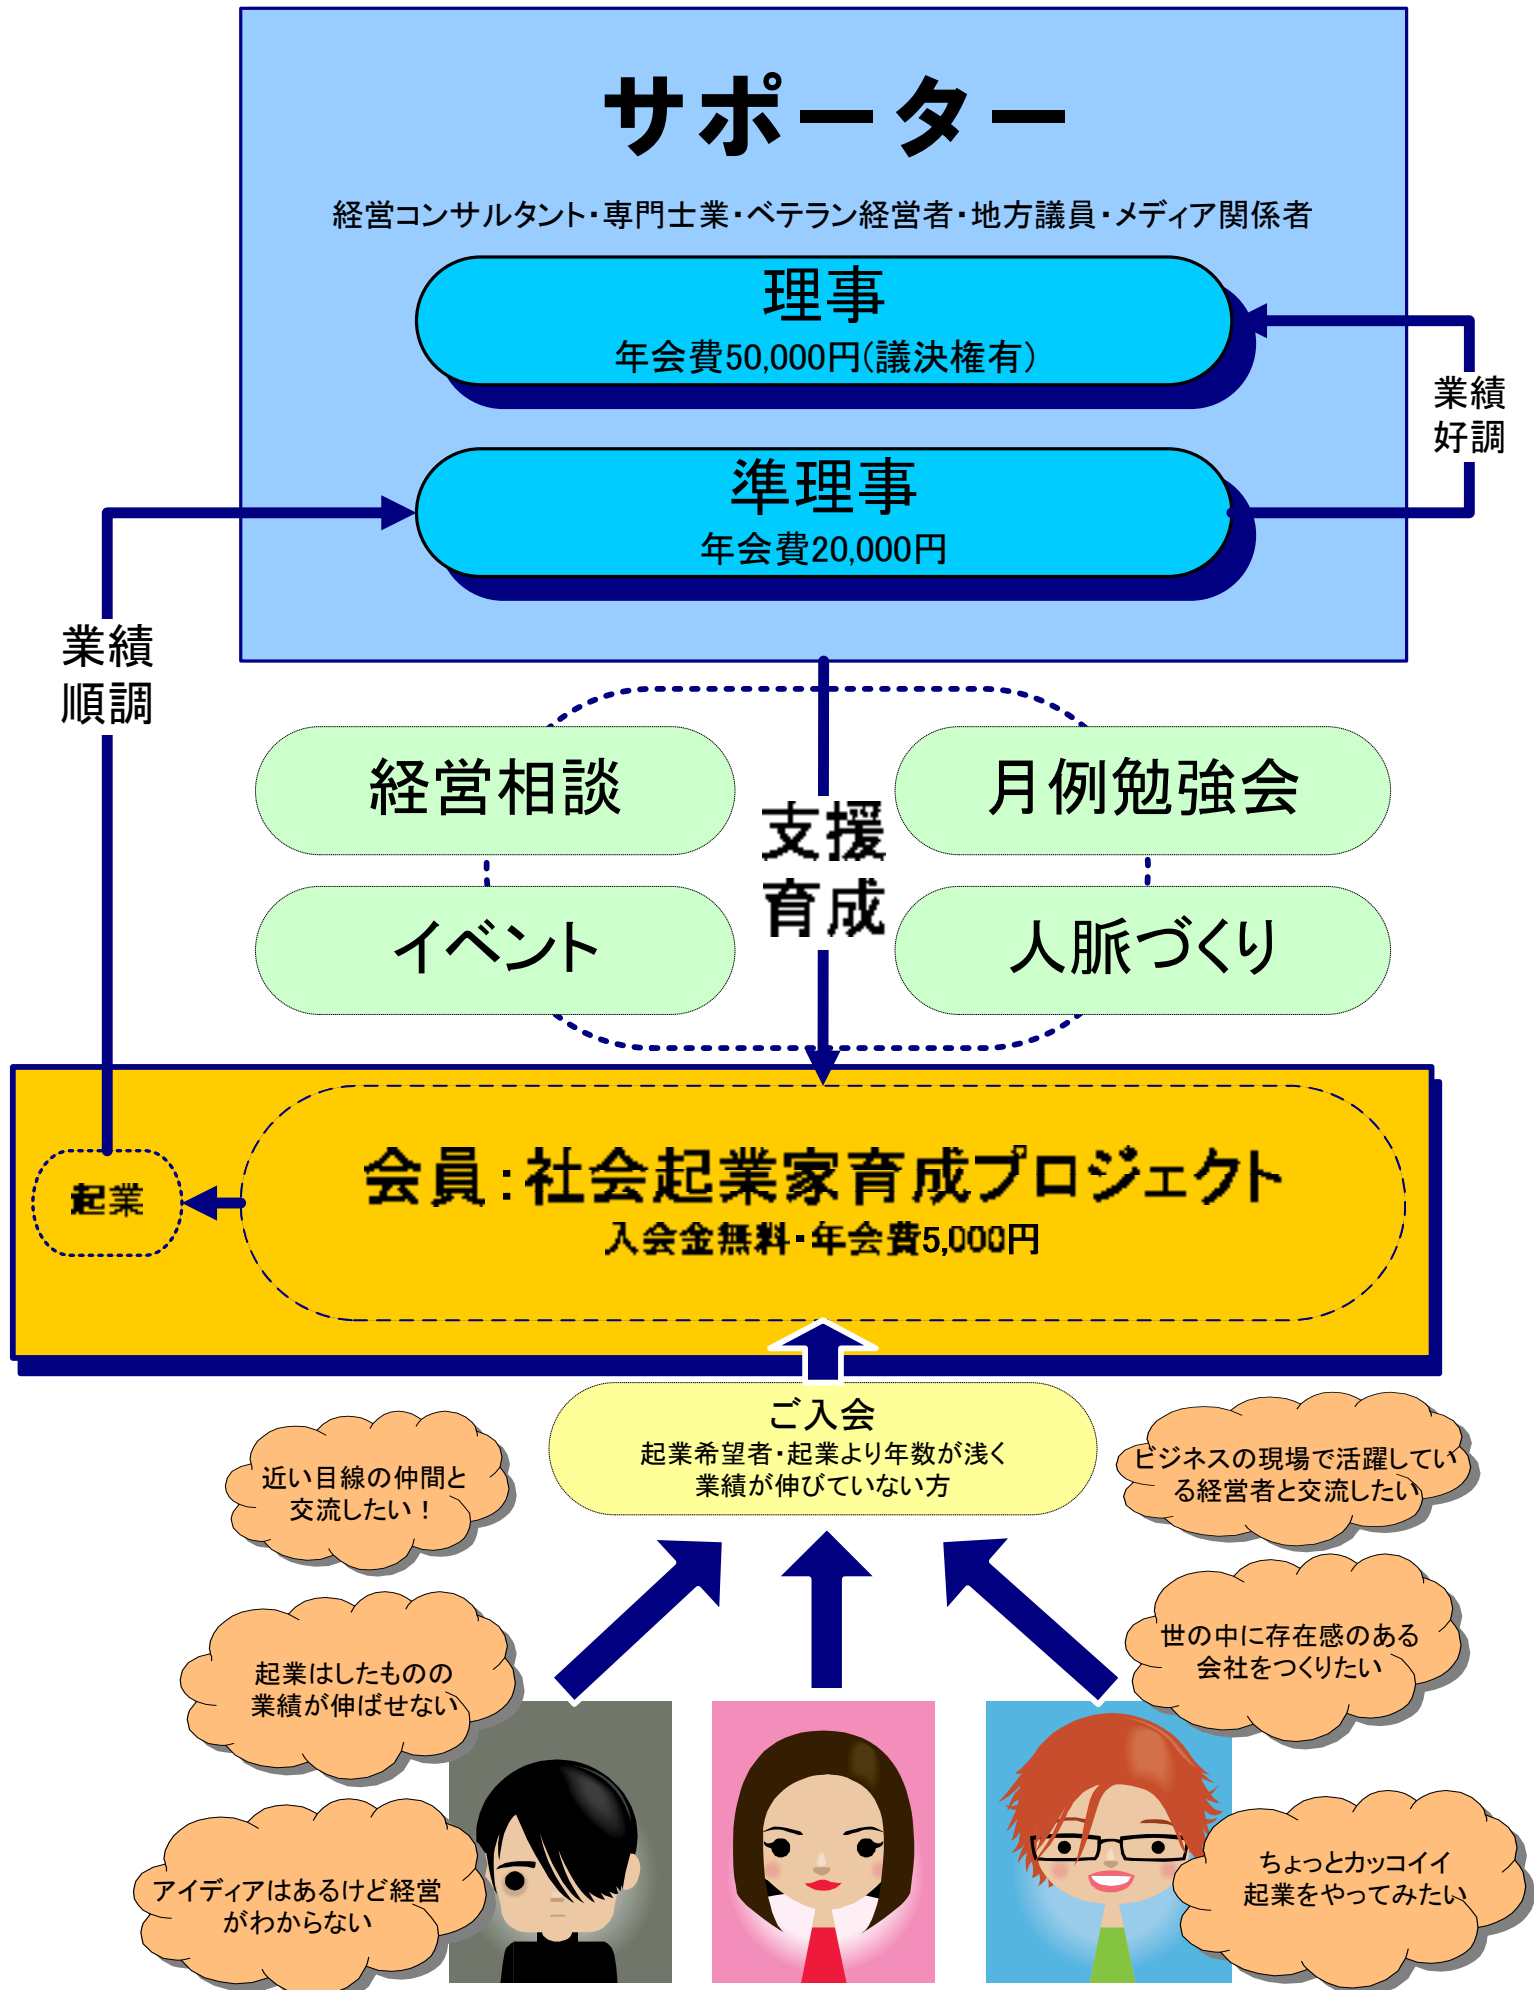 サポーター
経営コンサルタント・専門士業・ベテラン経営者・地方議員・メディア関係者
理事
年会費50,000円(議決権有)
業績
好調
準理事
年会費20,000円
業績
順調
経営相談
月例勉強会
支援
育成
イベント
人脈づくり
会員：社会起業家育成プロジェクト
入会金無料・年会費5,000円
起業
ご入会
起業希望者・起業より年数が浅く
業績が伸びていない方
近い目線の仲間と
交流したい！
ビジネスの現場で活躍してい
る経営者と交流したい
起業はしたものの
業績が伸ばせない
世の中に存在感のある
会社をつくりたい
アイディアはあるけど経営
がわからない
ちょっとカッコイイ
起業をやってみたい